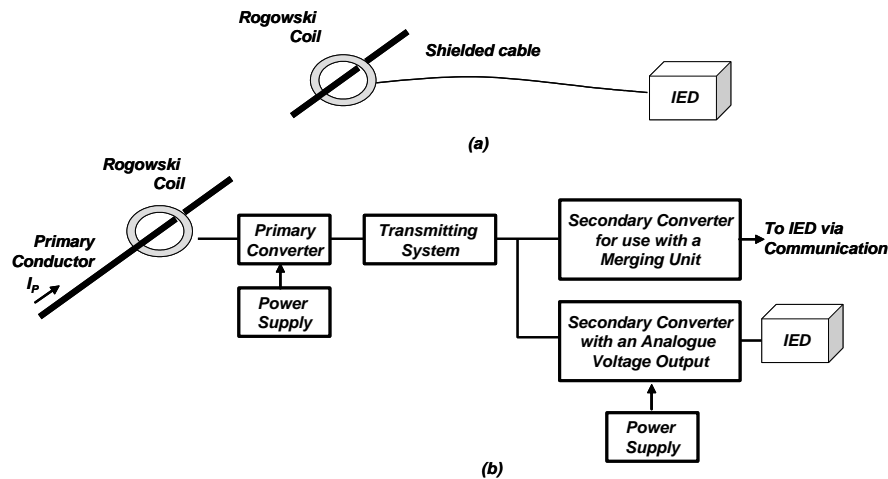 Rogowski
Coil
Shielded cable
IED
(a)
Rogowski
Coil
Primary
Conductor
IP
Primary
Converter
Power
Supply
Transmitting
System
Secondary Converter
for use with a
Merging Unit
To IED via
Communication
Secondary Converter
with an Analogue
Voltage Output
IED
Power
Supply
(b)